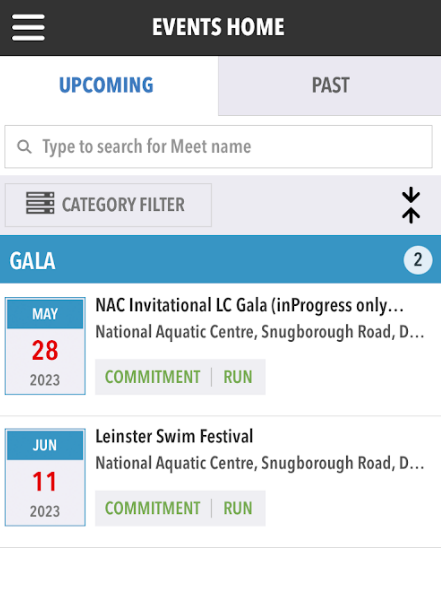 EVENTS HOME
UPCOMING PAST
Type to search for Meet name
CATEGORY FILTER
GALA 2
MAY
28
2023
NAC Invitational LC Gala (inProgress only...
National Aquatic Centre, Snugborough Road, D...
COMMITMENT RUN
JUN
11
2023
Leinster Swim Festival
National Aquatic Centre, Snugborough Road, D...
COMMITMENT RUN